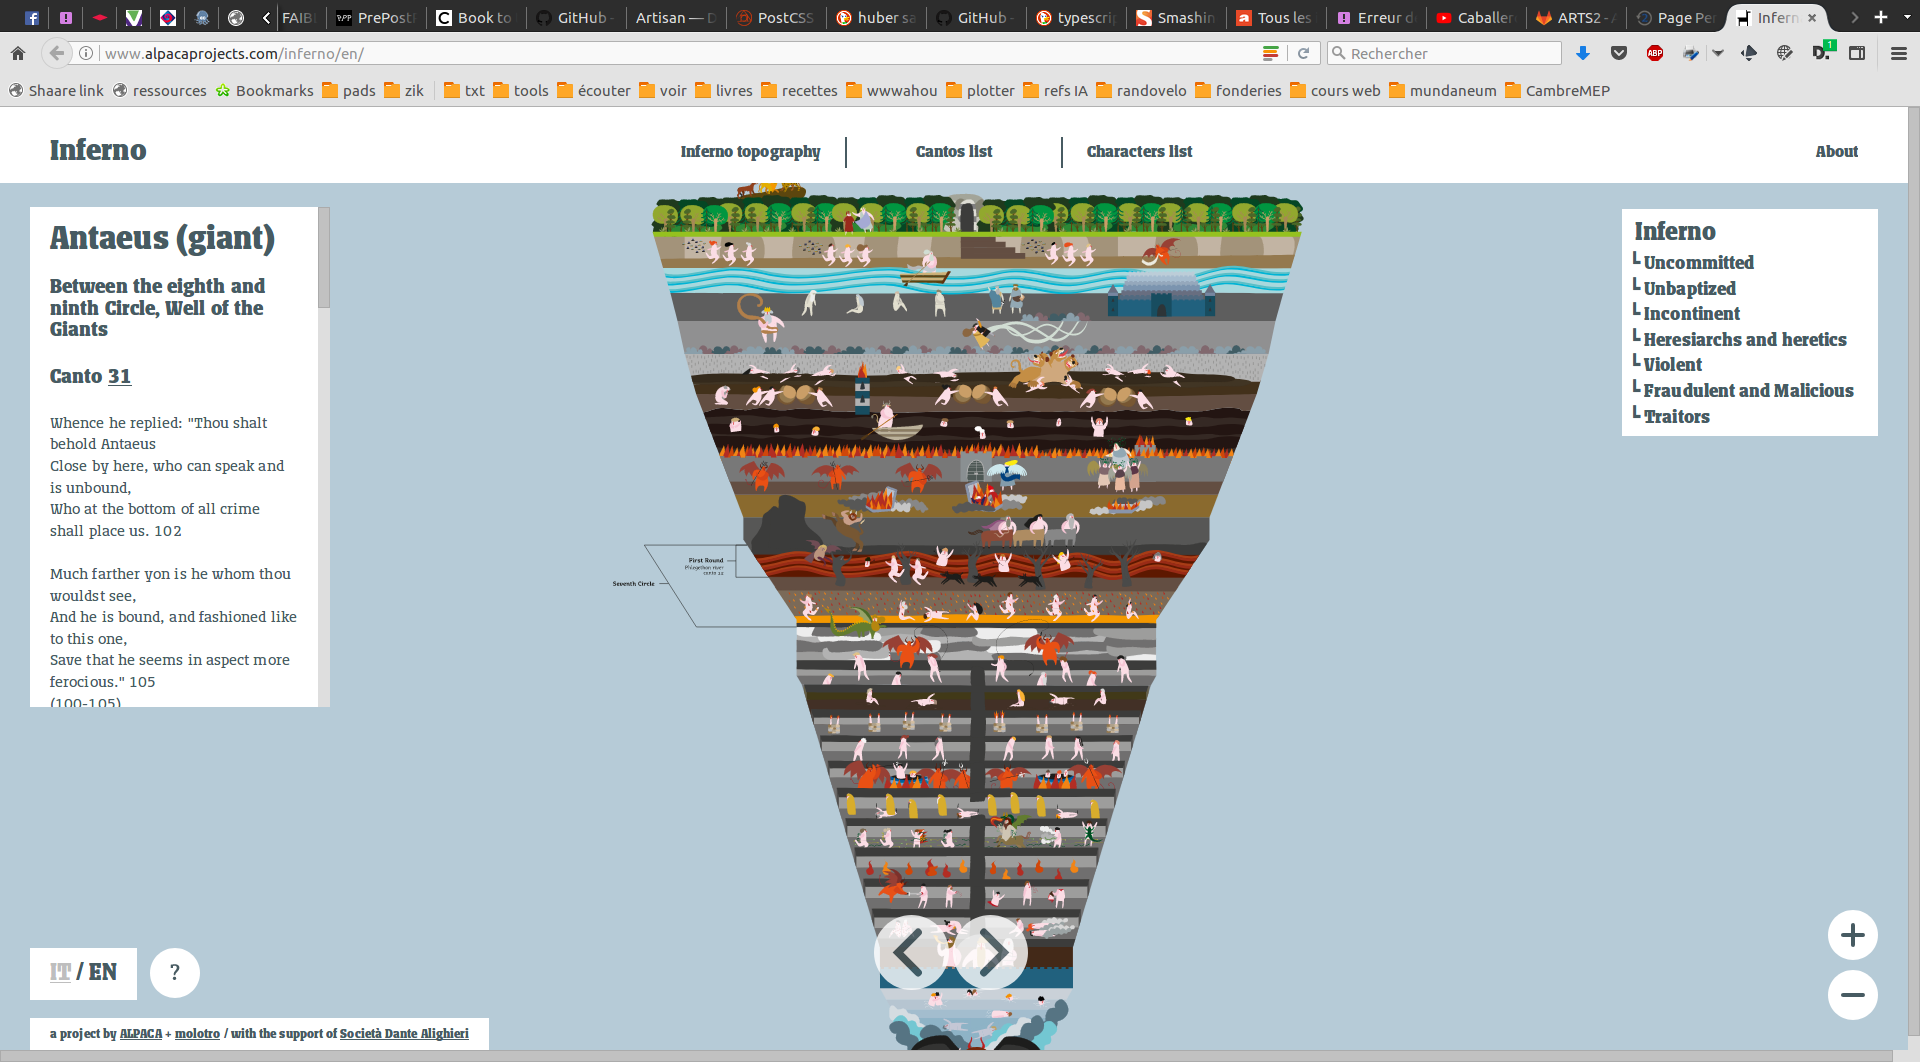 FAIB
PrePost
Book to
GitHub -
Artisan — D
PostCSS
huber sa
GitHub -
typescri
Smashin
Tous les
Erreur d
Caballer
ARTS2 - A
Page Per
Infern
www.alpacaprojects.com/inferno/en/
Rechercher
ABP
1
Shaare link
ressources
Bookmarks
pads
zik
txt
tools
écouter
voir
livres
recettes
wwwahou
plotter
refs IA
randovelo
fonderies
cours web
mundaneum
CambreMEP
Inferno
Inferno topography
Cantos list
Characters list
About
Antaeus (giant)
Between the eighth and
ninth Circle, Well of the
Giants
Canto 31
Whence he replied: "Thou shalt
behold Antaeus
Close by here, who can speak and
is unbound,
Who at the bottom of all crime
shall place us. 102
Much farther yon is he whom thou
wouldst see,
And he is bound, and fashioned like
to this one,
Save that he seems in aspect more
ferocious." 105
(100-105)
Inferno
Uncommitted
Unbaptized
Incontinent
Heresiarchs and heretics
Violent
Fraudulent and Malicious
Traitors
First Round
Phlegethon river
canto 12
Seventh Circle
IT / EN
?
a project by ALPACA + molotro / with the support of Società Dante Alighieri